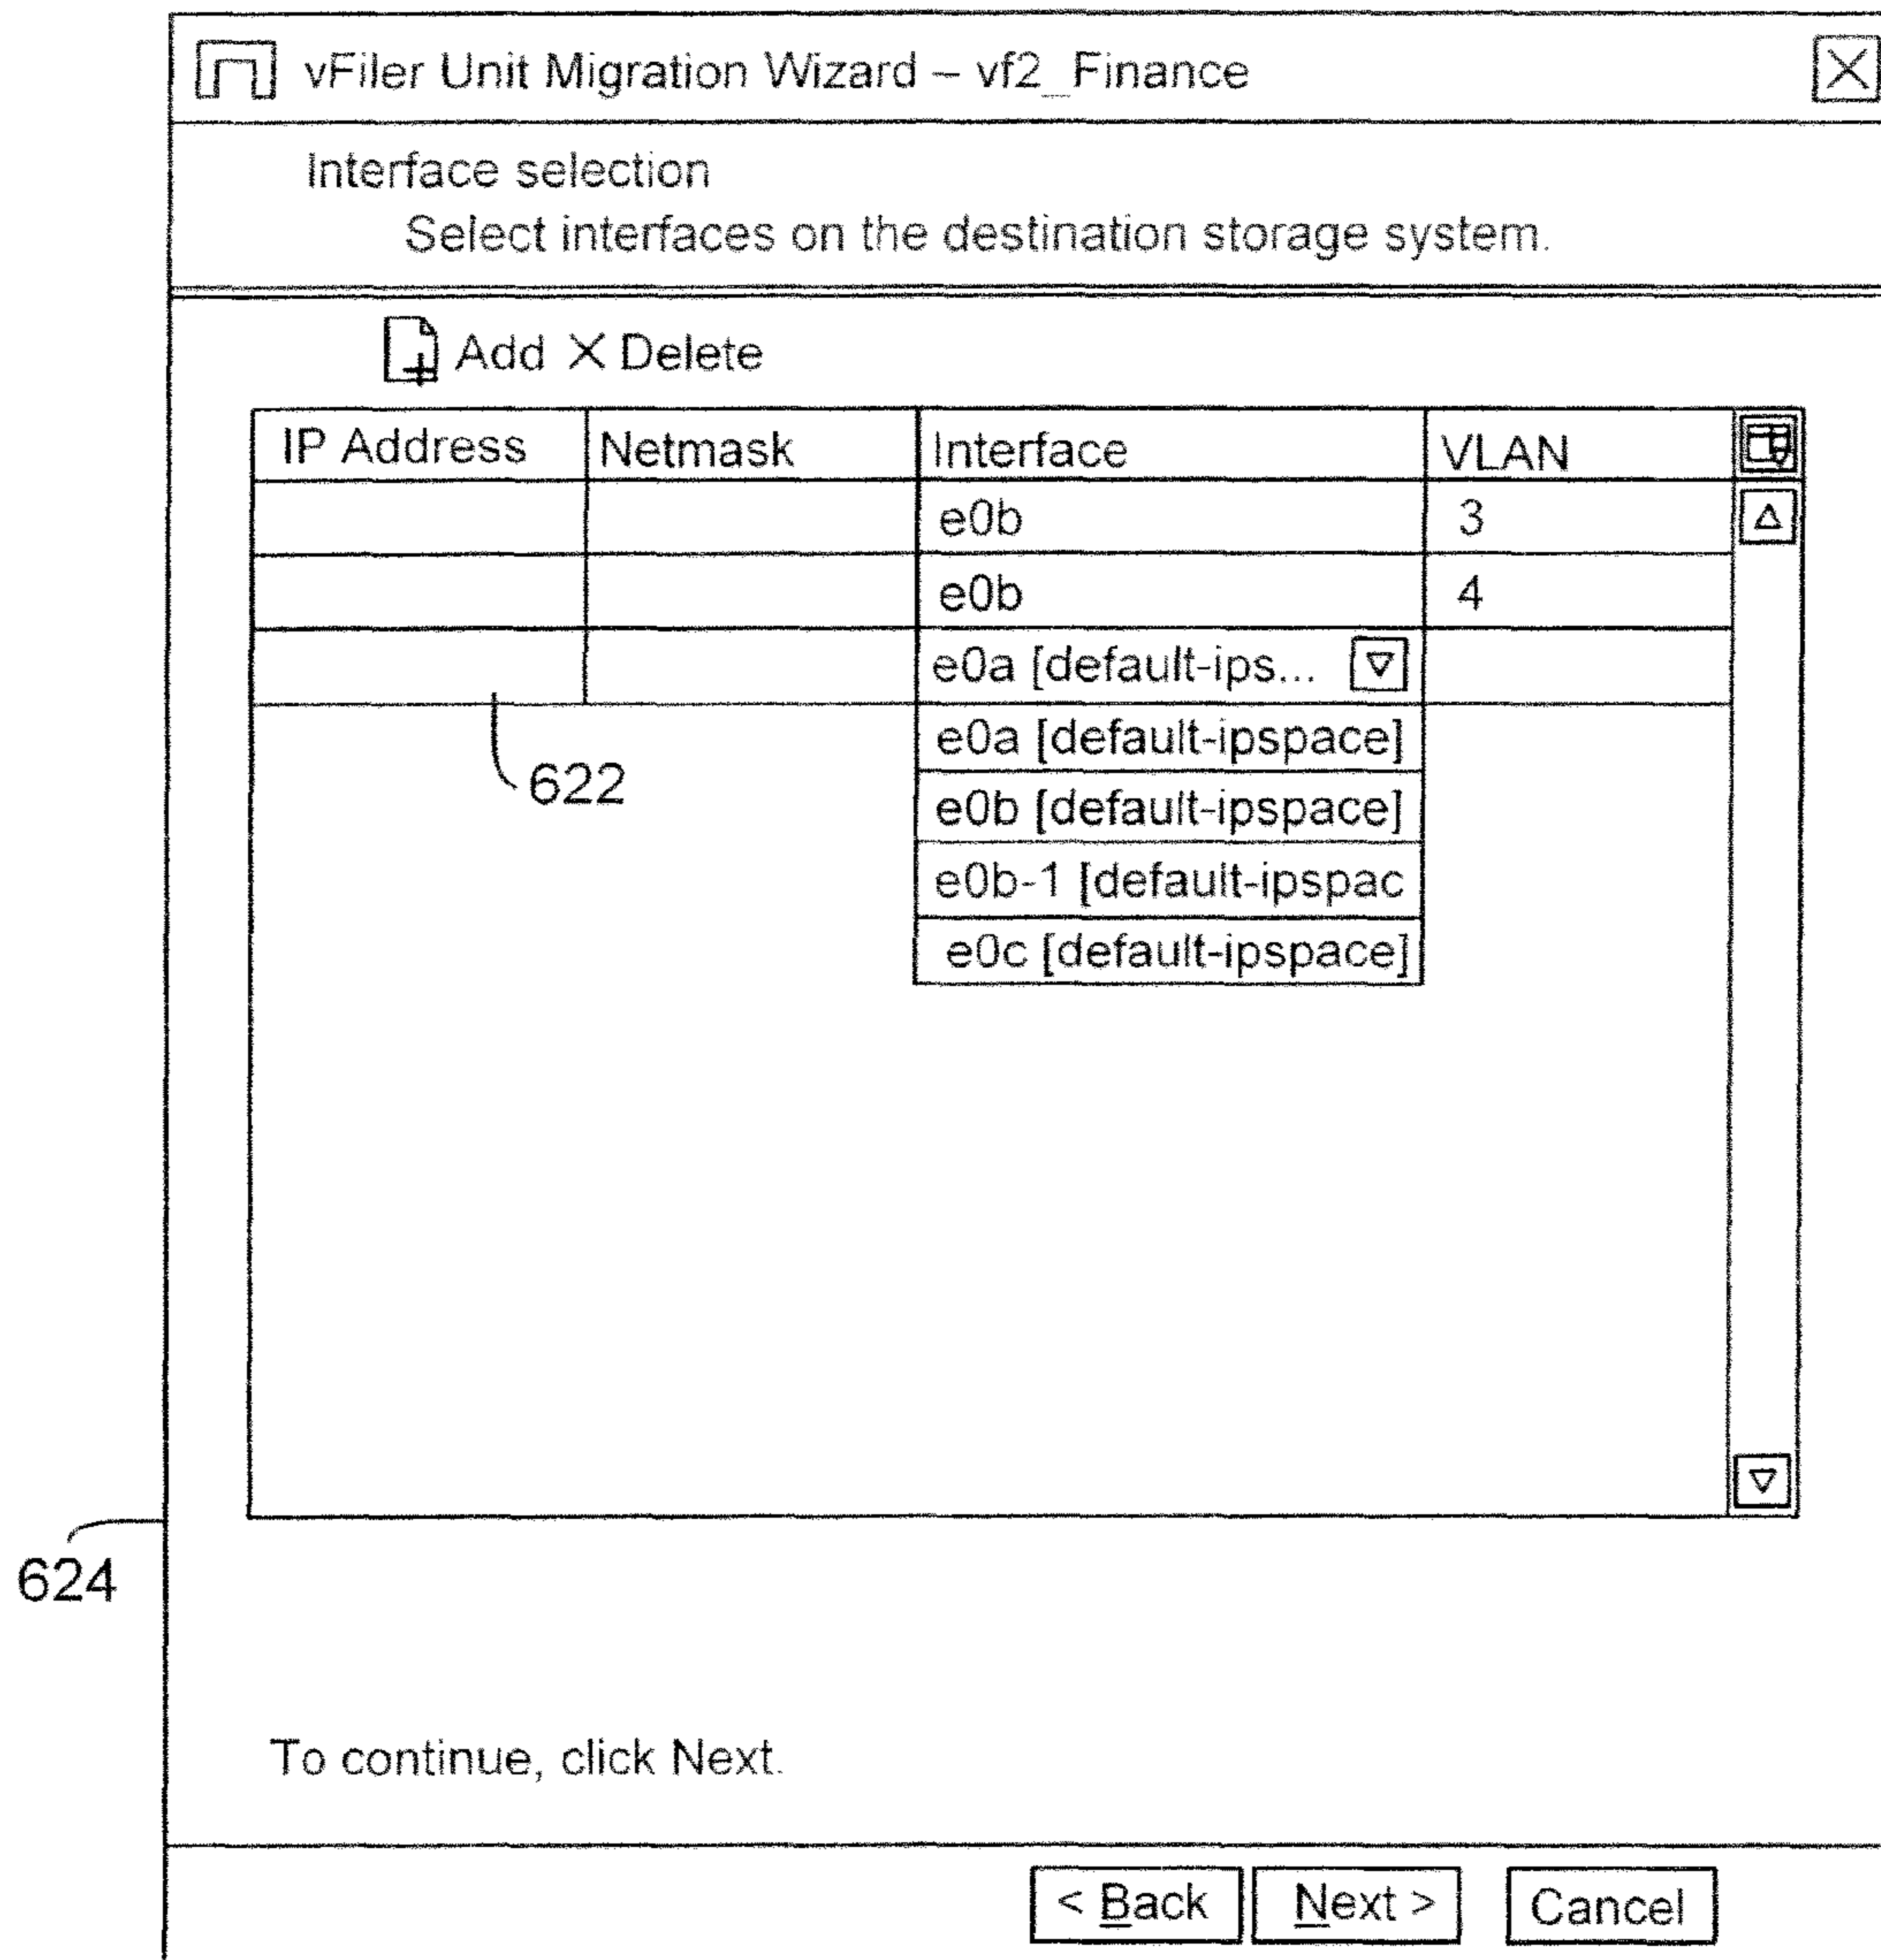 vFiler Unit Migration Wizard – vf2_Finance
Interface selection
Select interfaces on the destination storage system.
Add X Delete
IP Address Netmask Interface VLAN
e0b 3
e0b 4
e0a [default-ips...
e0a [default-ipspace]
622
e0b [default-ipspace]
e0b-1 [default-ipspac
e0c [default-ipspace]
624
To continue, click Next.
< Back Next > Cancel